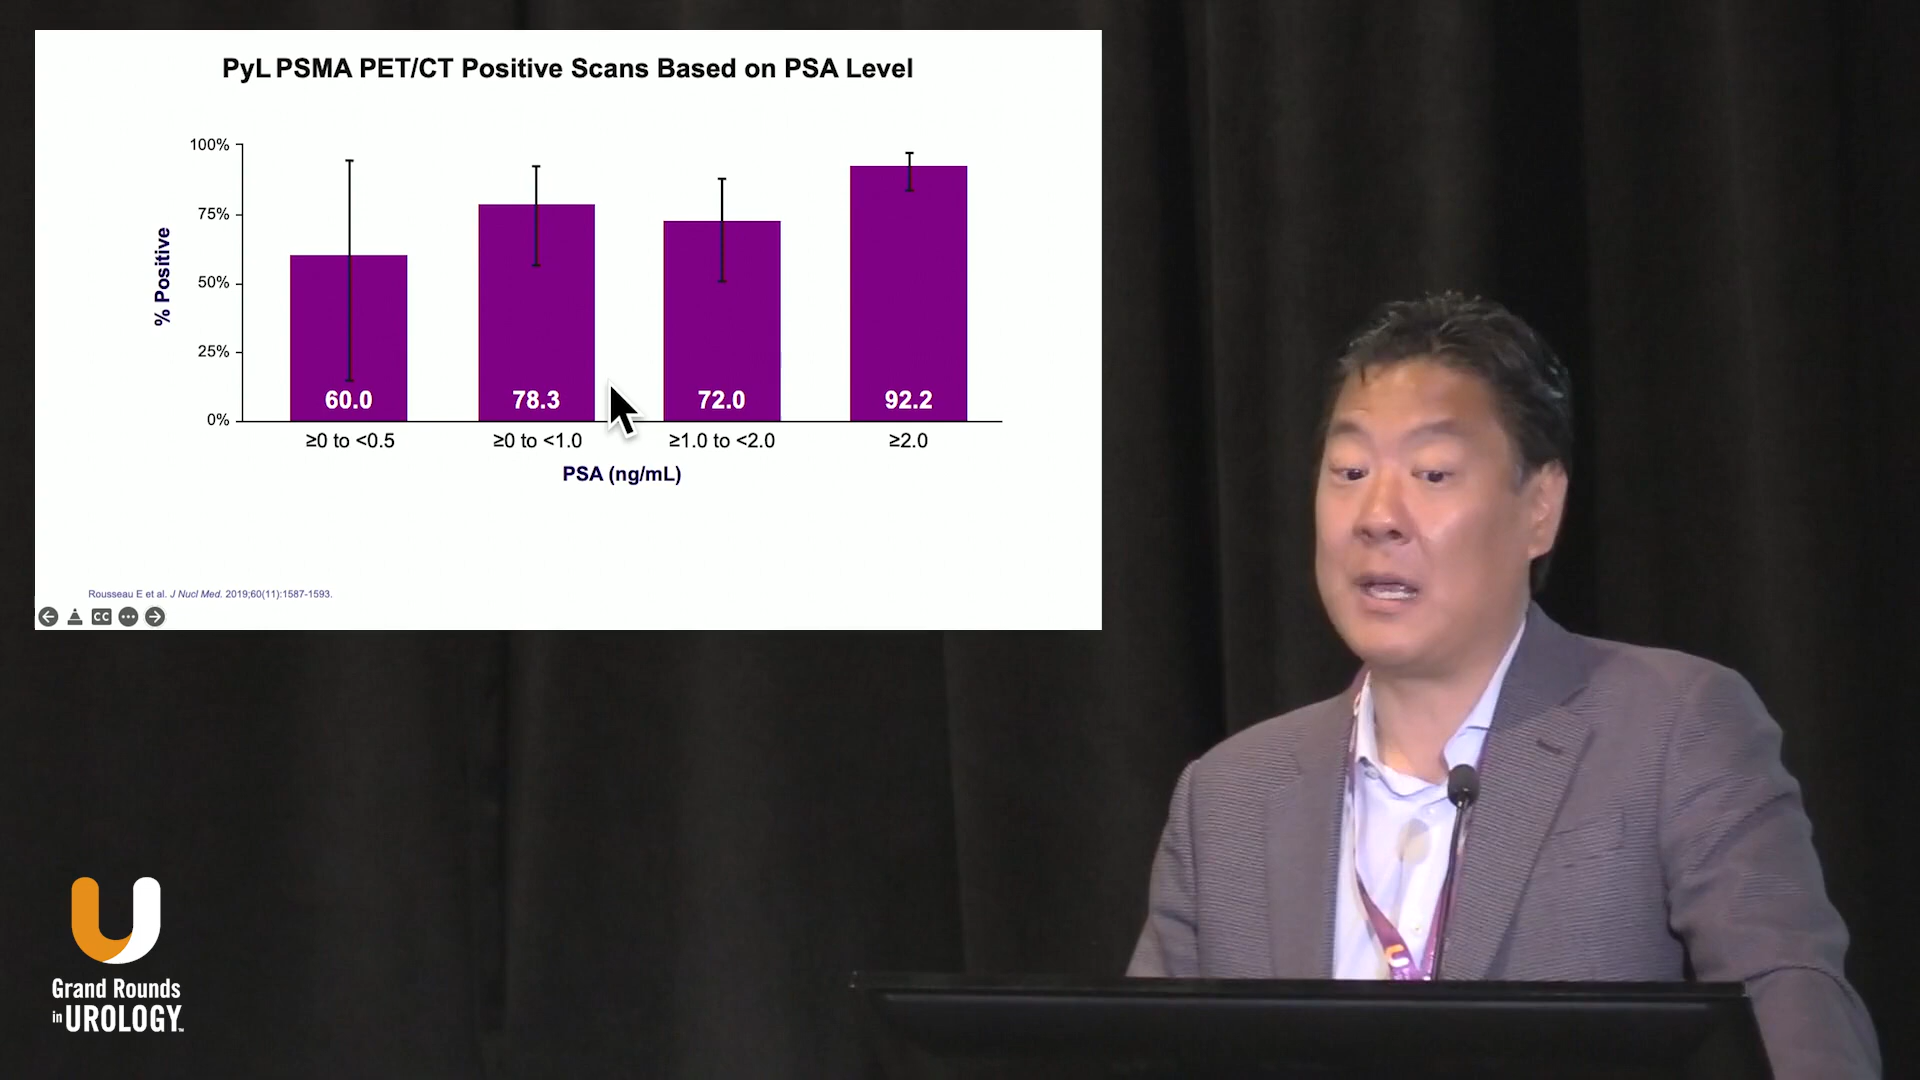 PyL PSMA PET/CT Positive Scans Based on PSA Level
% Positive
100%
75%
50%
25%
0%
60.0
78.3
72.0
92.2
≥0 to <0.5
≥0 to <1.0
≥1.0 to <2.0
≥2.0
PSA (ng/mL)
Rousseau E et al. J Nucl Med. 2019;60(11):1587-1593.
CC
Grand Rounds
in UROLOGY™